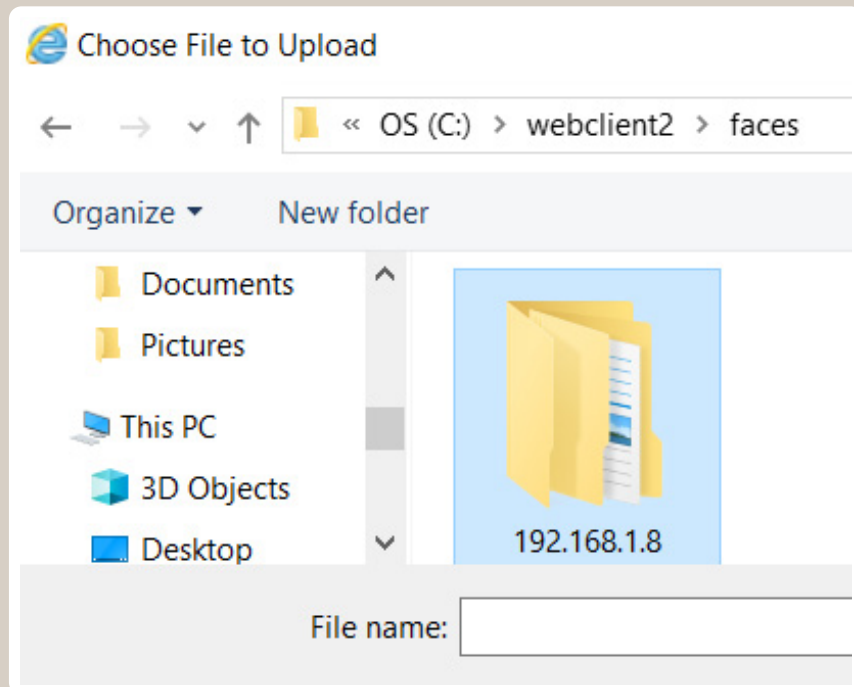 Choose File to Upload
« OS (C:) > webclient2 > faces
Organize New folder
Documents
Pictures
This PC
3D Objects
Desktop
192.168.1.8
File name: